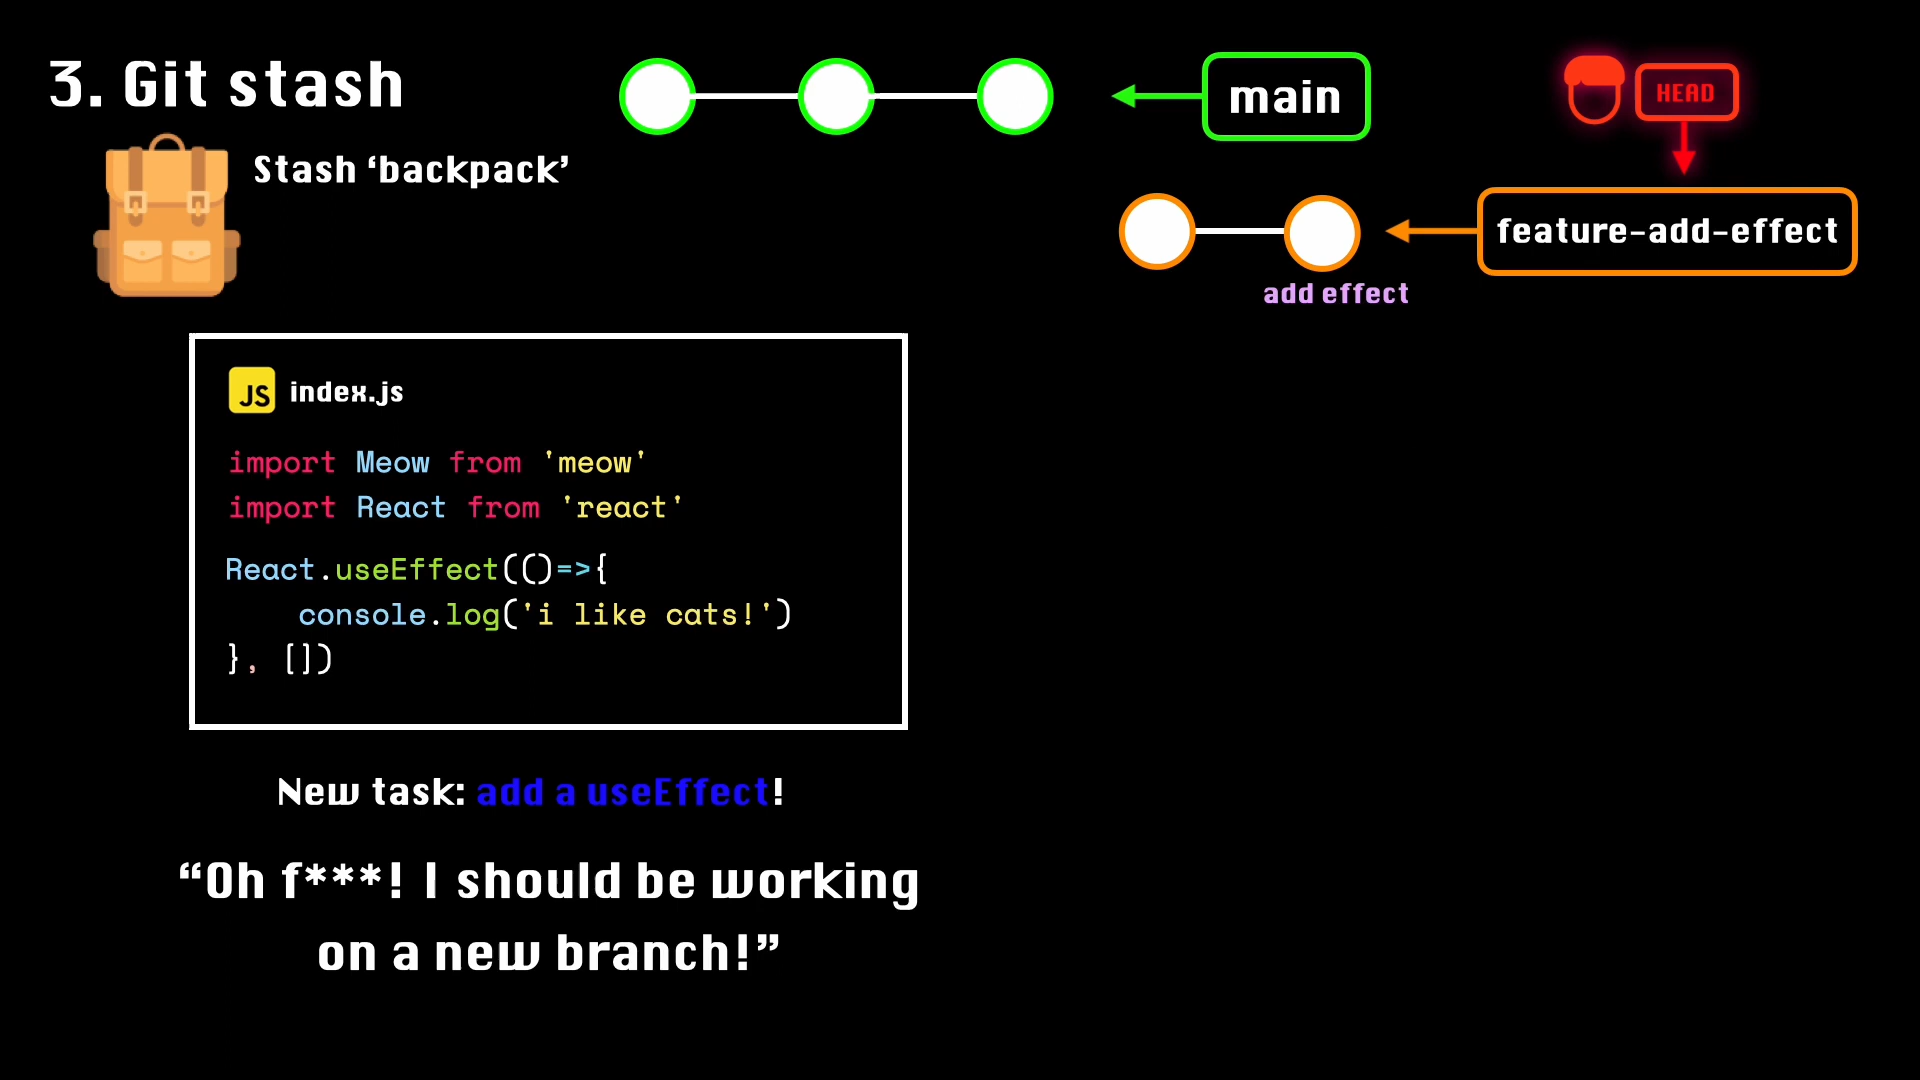 3. Git stash
Stash ‘backpack’
main
HEAD
feature-add-effect
add effect
JS index.js
import Meow from 'meow'
import React from 'react'
React.useEffect(()=>{
    console.log('i like cats!')
}, [])
New task: add a useEffect!
“Oh f***! I should be working
on a new branch!”